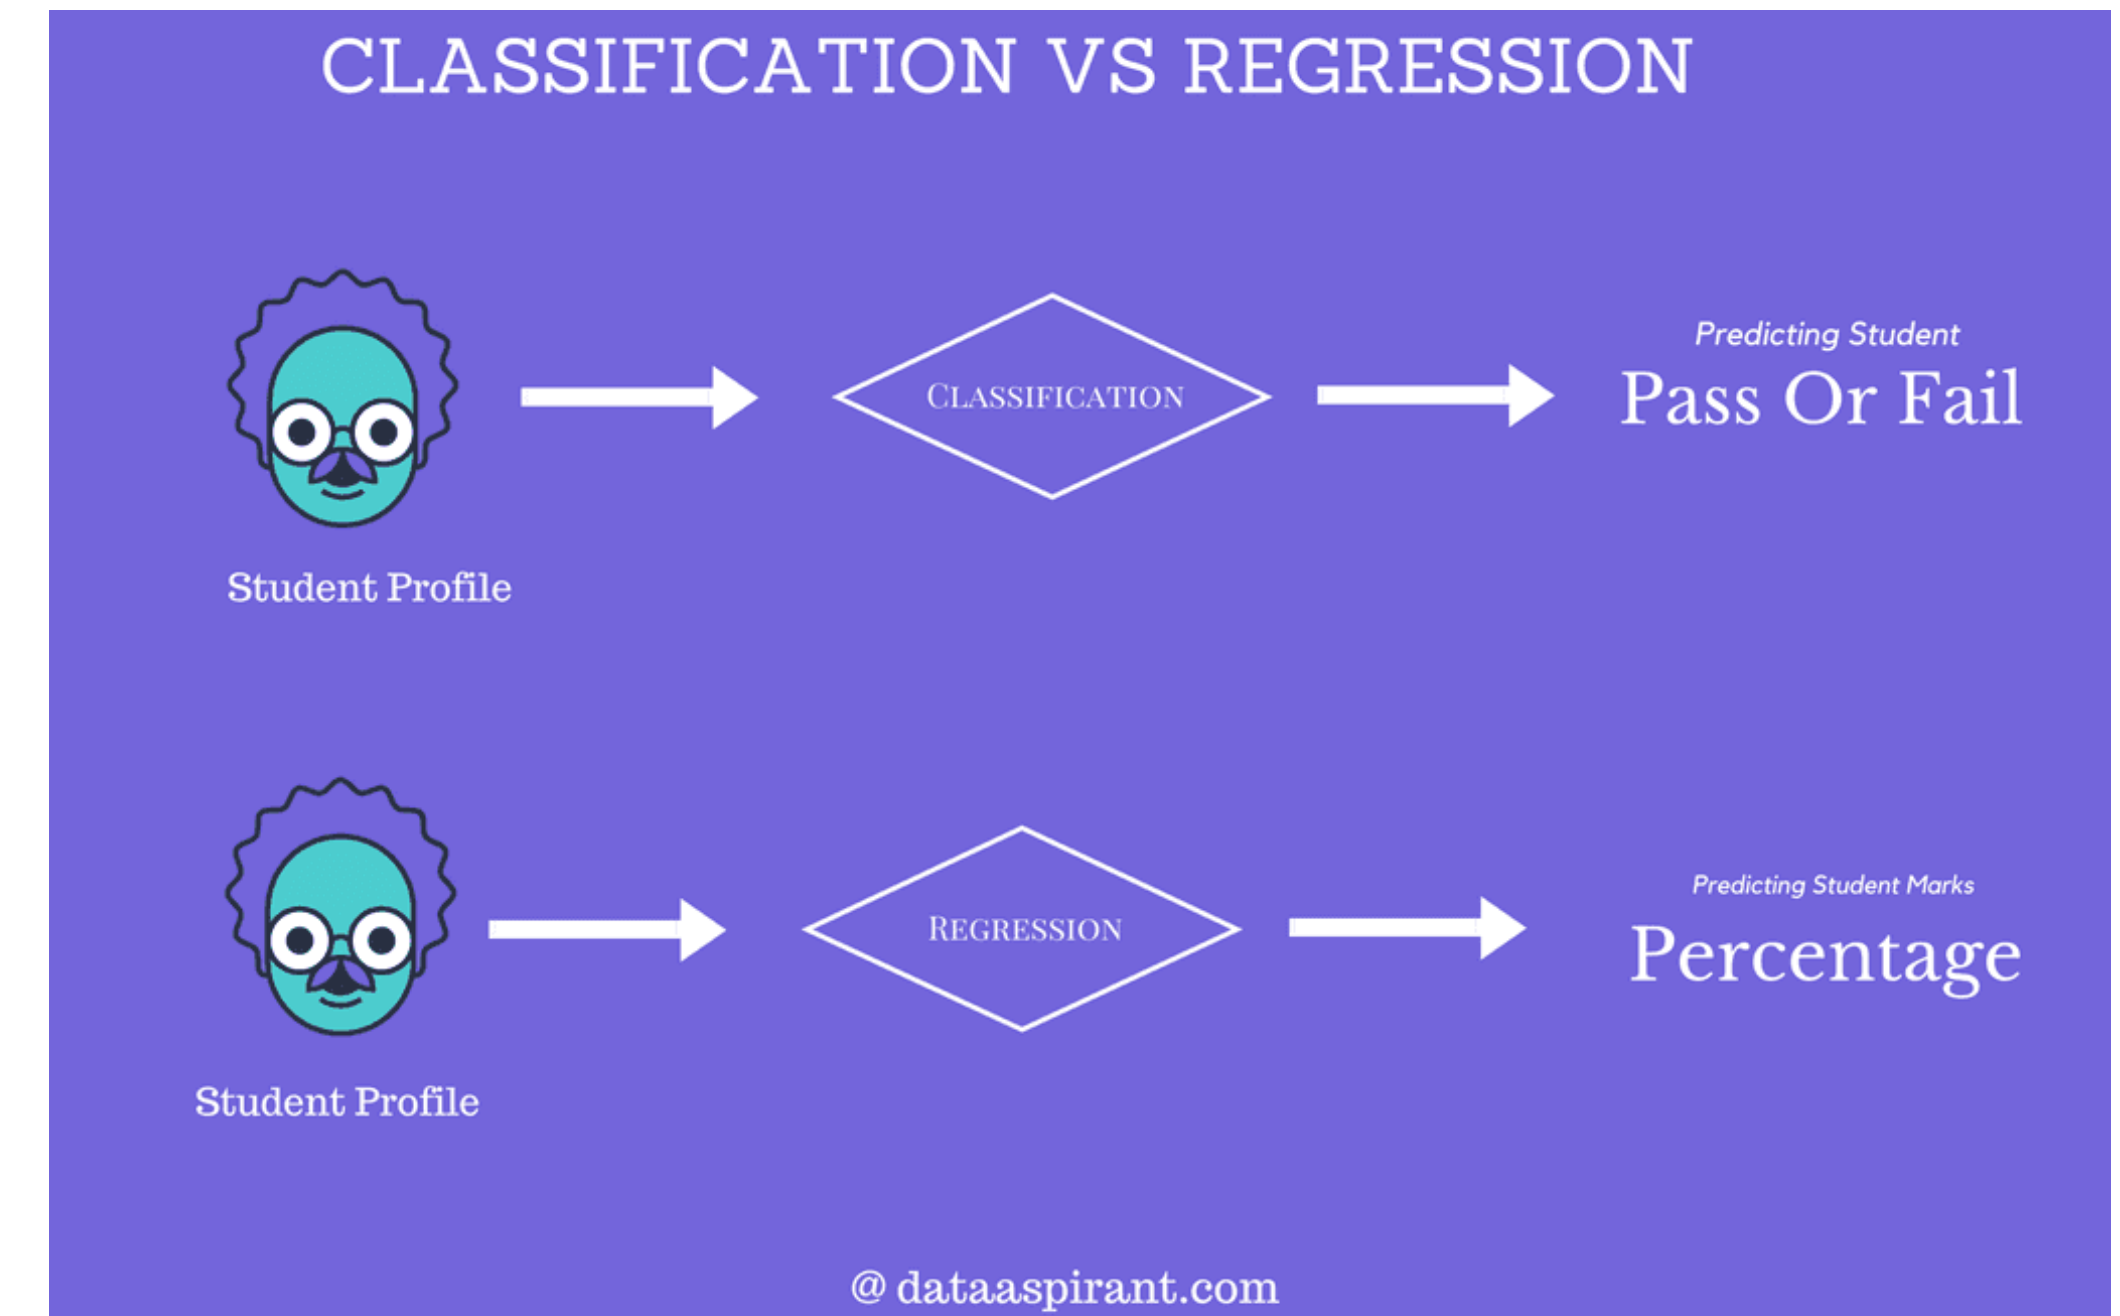 CLASSIFICATION VS REGRESSION
CLASSIFICATION
Predicting Student
Pass Or Fail
Student Profile
REGRESSION
Predicting Student Marks
Percentage
Student Profile
@ dataaspirant.com